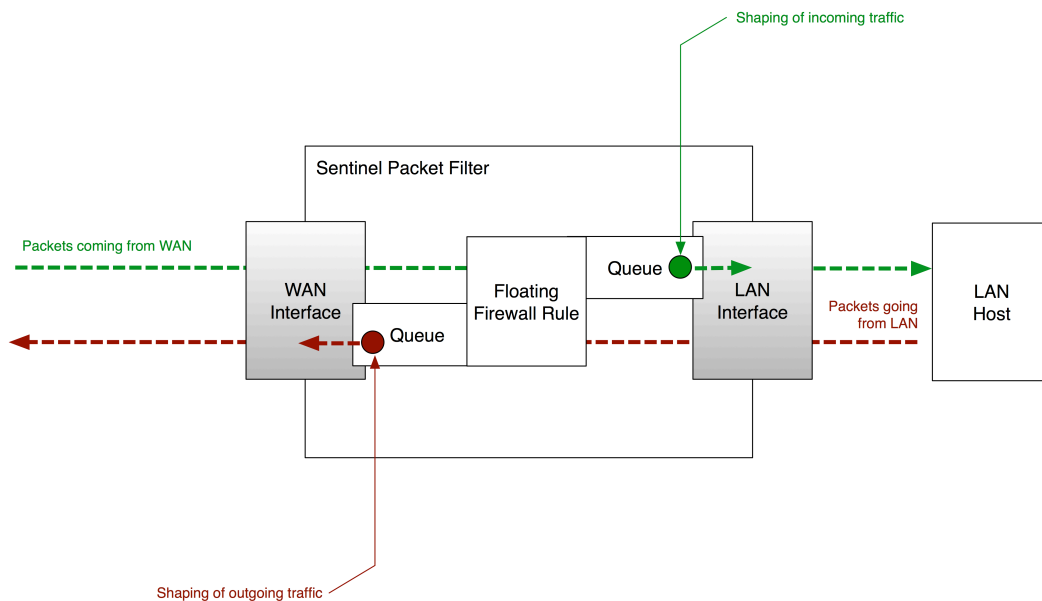 Shaping of incoming traffic
Sentinel Packet Filter
Packets coming from WAN
WAN
Interface
Queue
Floating
Firewall Rule
Queue
LAN
Interface
Packets going
from LAN
LAN
Host
Shaping of outgoing traffic